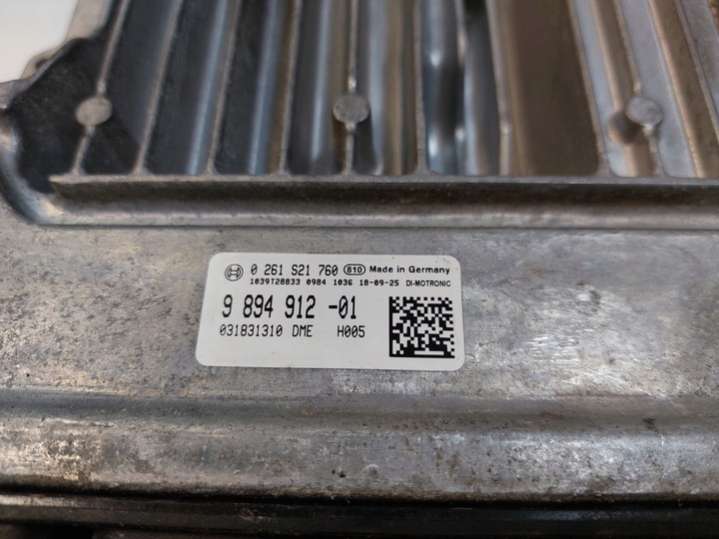 0 261 S21 760 810 Made in Germany
1039T28833 0984 1036 18-09-25 DI-MOTRONIC
9 894 912 -01
031831310 DME H005